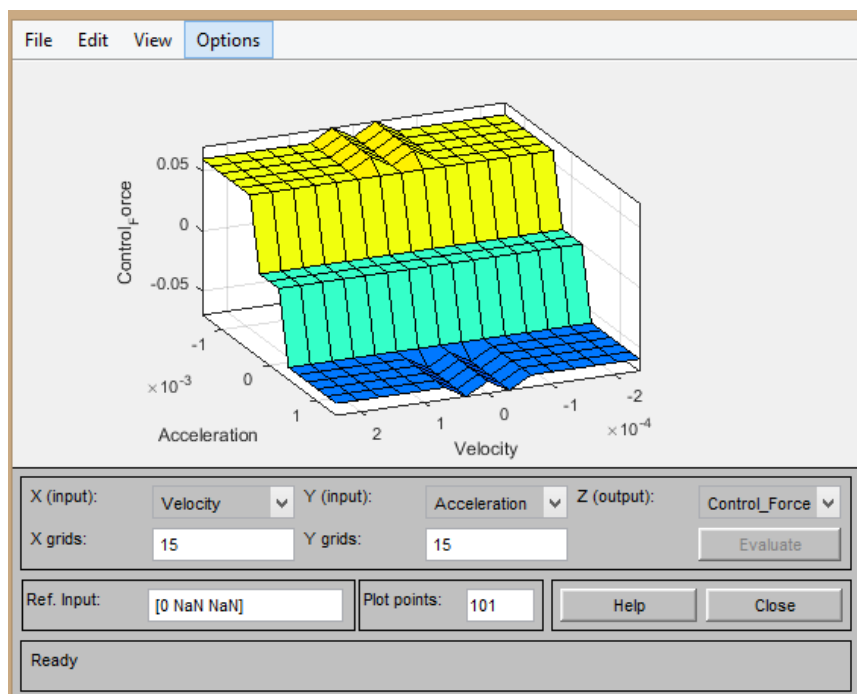 File Edit View Options
0.05
0
-0.05
Control_Force
-1
0
1
×10⁻³
Acceleration
2 1 0 -1 -2
×10⁻⁴
Velocity
X (input): Velocity Y (input): Acceleration Z (output): Control_Force
X grids: 15 Y grids: 15 Evaluate
Ref. Input: [0 NaN NaN] Plot points: 101 Help Close
Ready